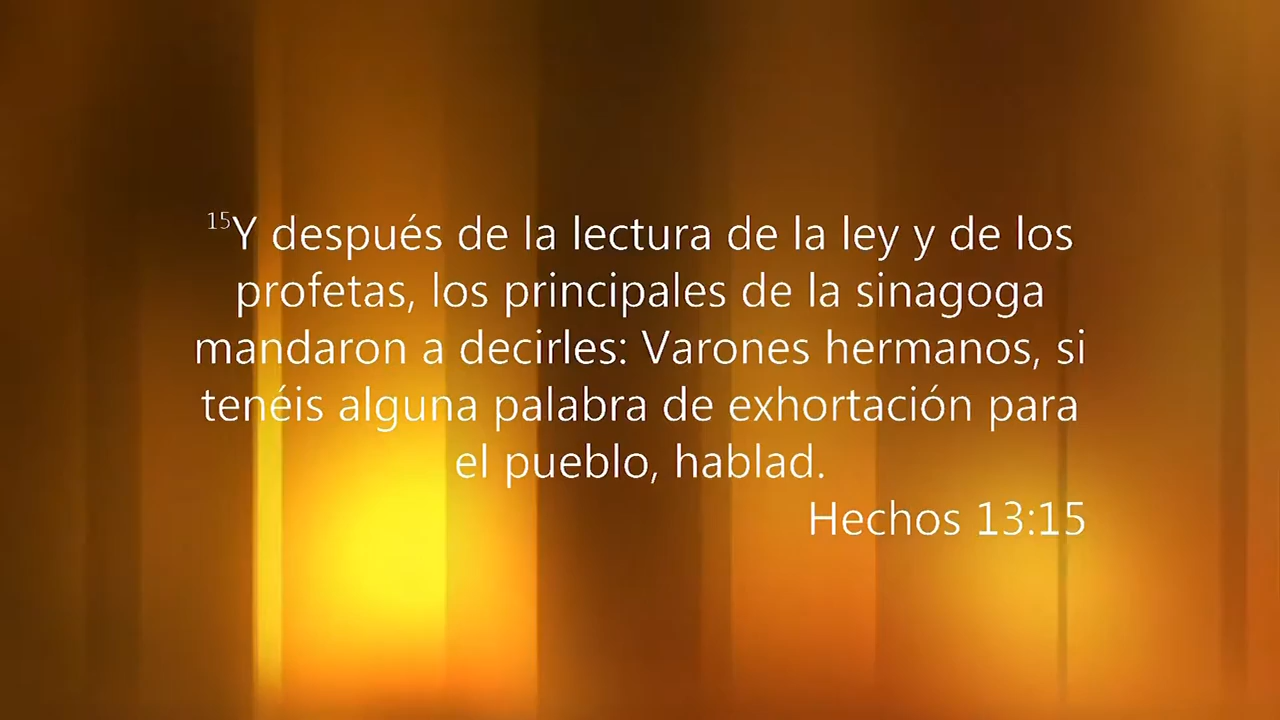 15Y después de la lectura de la ley y de los
profetas, los principales de la sinagoga
mandaron a decirles: Varones hermanos, si
tenéis alguna palabra de exhortación para
el pueblo, hablad.
Hechos 13:15